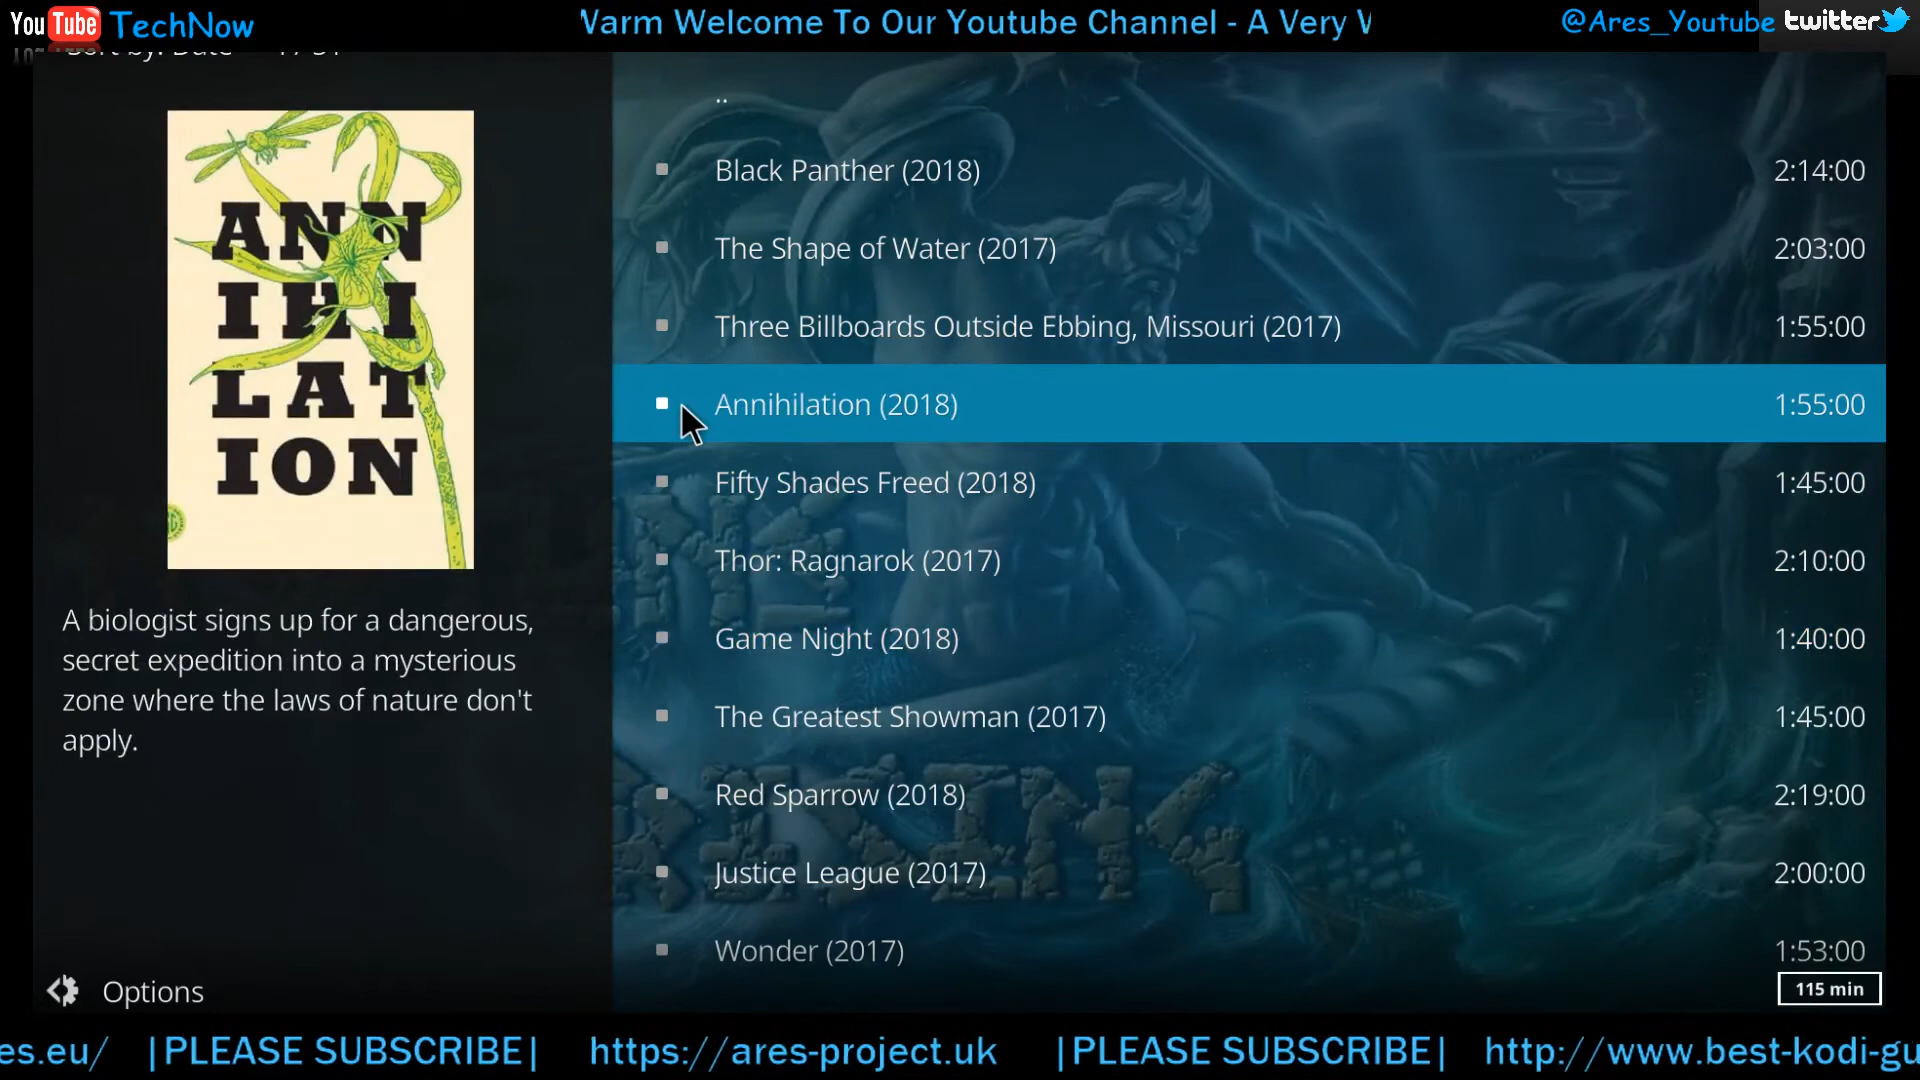 YouTube TechNow
Warm Welcome To Our Youtube Channel - A Very
@Ares_Youtube twitter
Sort by: Date
..
ANN
IHI
LAT
ION
A biologist signs up for a dangerous,
secret expedition into a mysterious
zone where the laws of nature don't
apply.
Options
Black Panther (2018) 2:14:00
The Shape of Water (2017) 2:03:00
Three Billboards Outside Ebbing, Missouri (2017) 1:55:00
Annihilation (2018) 1:55:00
Fifty Shades Freed (2018) 1:45:00
Thor: Ragnarok (2017) 2:10:00
Game Night (2018) 1:40:00
The Greatest Showman (2017) 1:45:00
Red Sparrow (2018) 2:19:00
Justice League (2017) 2:00:00
Wonder (2017) 1:53:00
115 min
RISING
es.eu/ |PLEASE SUBSCRIBE| https://ares-project.uk |PLEASE SUBSCRIBE| http://www.best-kodi-gu